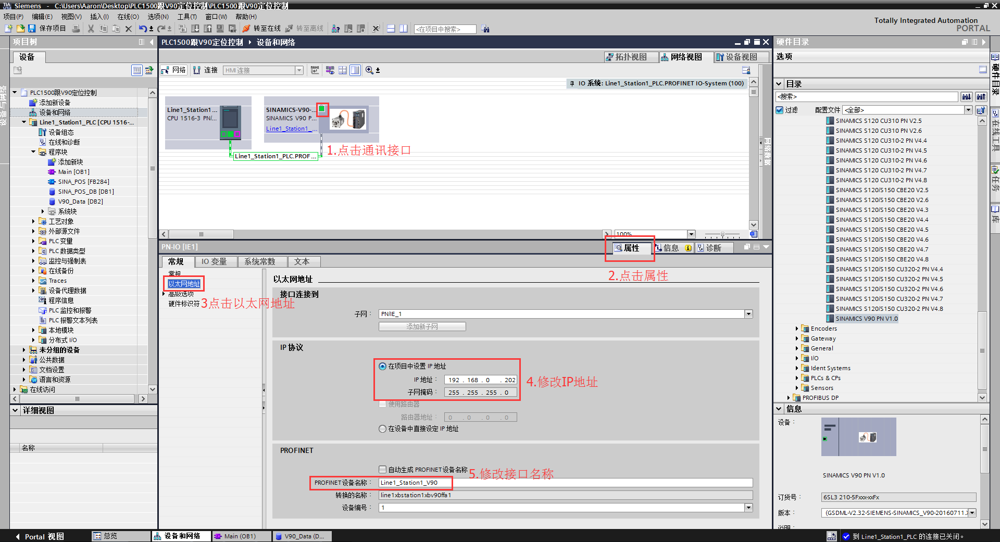 Siemens - C:\Users\Aaron\Desktop\PLC1500跟V90定位控制\PLC1500跟V90定位控制
项目(P) 编辑(E) 视图(V) 插入(I) 在线(O) 选项(N) 工具(T) 窗口(W) 帮助(H)
Totally Integrated Automation
PORTAL
保存项目 转至在线 转至离线 <在项目中搜索>
项目树
设备
PLC1500跟V90定位控制
添加新设备
设备和网络
Line1_Station1_PLC [CPU 1516-...
设备组态
在线和诊断
程序块
添加新块
Main [OB1]
SINA_POS [FB284]
SINA_POS_DB [DB1]
V90_Data [DB2]
系统块
工艺对象
外部源文件
PLC 变量
PLC 数据类型
监控与强制表
在线备份
Traces
设备代理数据
程序信息
PLC 监控和报警
PLC 报警文本列表
本地模块
分布式 I/O
未分组的设备
公共数据
文档设置
语言和资源
在线访问
详细视图
名称
设备与网络
PLC1500跟V90定位控制 设备和网络
拓扑视图 网络视图 设备视图
网络 连接 HMI 连接
IO 系统: Line1_Station1_PLC.PROFINET IO-System (100)
Line1_Station1...
CPU 1516-3 PN/...
SINAMICS-V90-...
SINAMICS V90 P...
Line1_Station1_...
Line1_Station1_PLC.PROF...
1.点击通讯接口
网络数据
100%
PN-IO [IE1]
属性 信息 诊断
2.点击属性
常规 IO 变量 系统常数 文本
常规
以太网地址
高级选项
硬件标识符
3点击以太网地址
以太网地址
接口连接到
子网： PN/IE_1
添加新子网
IP 协议
在项目中设置 IP 地址
IP 地址： 192 . 168 . 0 . 202
子网掩码： 255 . 255 . 255 . 0
4.修改IP地址
使用路由器
路由器地址： 0 . 0 . 0 . 0
在设备中直接设定 IP 地址
PROFINET
自动生成 PROFINET 设备名称
5.修改接口名称
PROFINET 设备名称： Line1_Station1_V90
转换的名称： line1xbstation1xbv90ffa1
设备编号： 1
硬件目录
选项
目录
<搜索>
过滤 配置文件 <全部>
SINAMICS S120 CU310 PN V2.5
SINAMICS S120 CU310 PN V2.6
SINAMICS S120 CU310-2 PN V4.4
SINAMICS S120 CU310-2 PN V4.5
SINAMICS S120 CU310-2 PN V4.6
SINAMICS S120 CU310-2 PN V4.7
SINAMICS S120 CU310-2 PN V4.8
SINAMICS S120/S150 CBE20 V2.5
SINAMICS S120/S150 CBE20 V2.6
SINAMICS S120/S150 CBE20 V4.3
SINAMICS S120/S150 CBE20 V4.4
SINAMICS S120/S150 CBE20 V4.5
SINAMICS S120/S150 CBE20 V4.6
SINAMICS S120/S150 CBE20 V4.7
SINAMICS S120/S150 CBE20 V4.8
SINAMICS S120/S150 CU320-2 PN V4.4
SINAMICS S120/S150 CU320-2 PN V4.5
SINAMICS S120/S150 CU320-2 PN V4.6
SINAMICS S120/S150 CU320-2 PN V4.7
SINAMICS S120/S150 CU320-2 PN V4.8
SINAMICS V90 PN V1.0
Encoders
Gateway
General
I/O
Ident Systems
PLCs & CPs
Sensors
PROFIBUS DP
信息
设备：
SINAMICS V90 PN V1.0
订货号： 6SL3 210-5Fxxx-xxFx
版本： (GSDML-V2.32-SIEMENS-SINAMICS_V90-20160711.X
说明：
硬件目录
在线工具
任务
库
Portal 视图 总览 设备和网络 Main (OB1) V90_Data (D...
到 Line1_Station1_PLC 的连接已关闭。